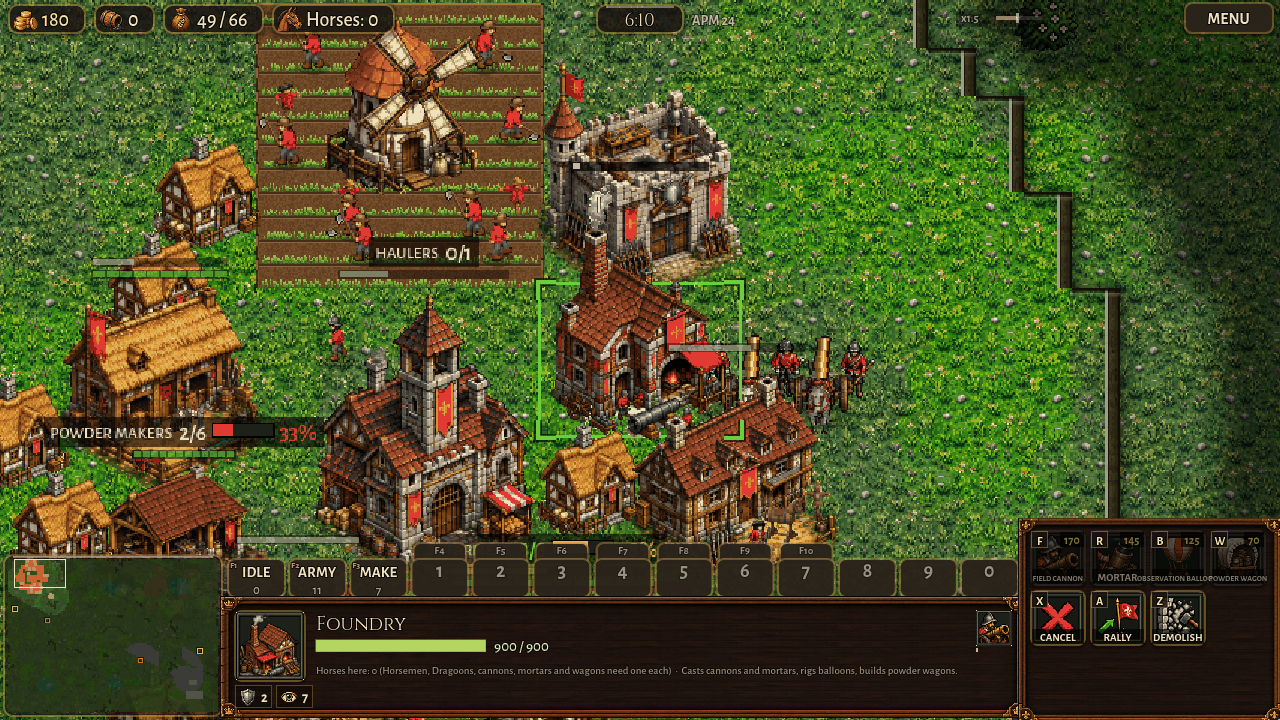 180
0
49 / 66
Horses: 0
6:10
APM 24
x1.5
MENU
HAULERS 0/1
POWDER MAKERS 2/6
33%
F1 IDLE 0
F2 ARMY 11
MAKE 7
F4 1
F5 2
F6 3
F7 4
F8 5
F9 6
F10 7
8
9
0
FOUNDRY
900 / 900
Horses here: 0 (Horsemen, Dragoons, cannons, mortars and wagons need one each) · Casts cannons and mortars, rigs balloons, builds powder wagons.
2
7
F 170 FIELD CANNON
R 145 MORTAR
B 125 OBSERVATION BALLO
W 70 POWDER WAGON
X CANCEL
A RALLY
Z DEMOLISH